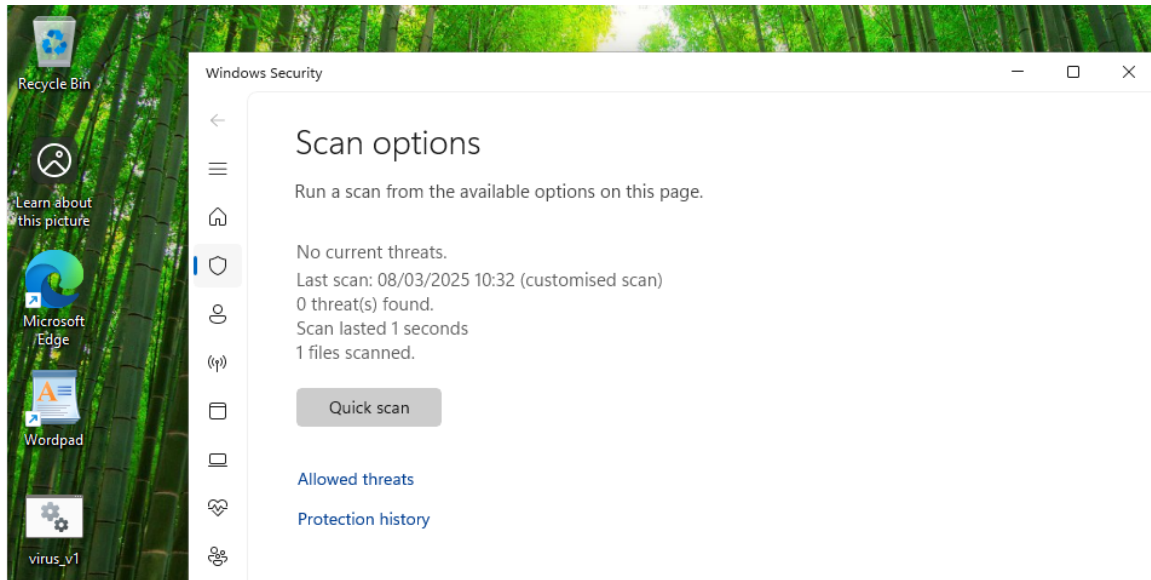 Recycle Bin
Learn about
this picture
Microsoft
Edge
Wordpad
virus_v1
Windows Security
Scan options
Run a scan from the available options on this page.
No current threats.
Last scan: 08/03/2025 10:32 (customised scan)
0 threat(s) found.
Scan lasted 1 seconds
1 files scanned.
Quick scan
Allowed threats
Protection history